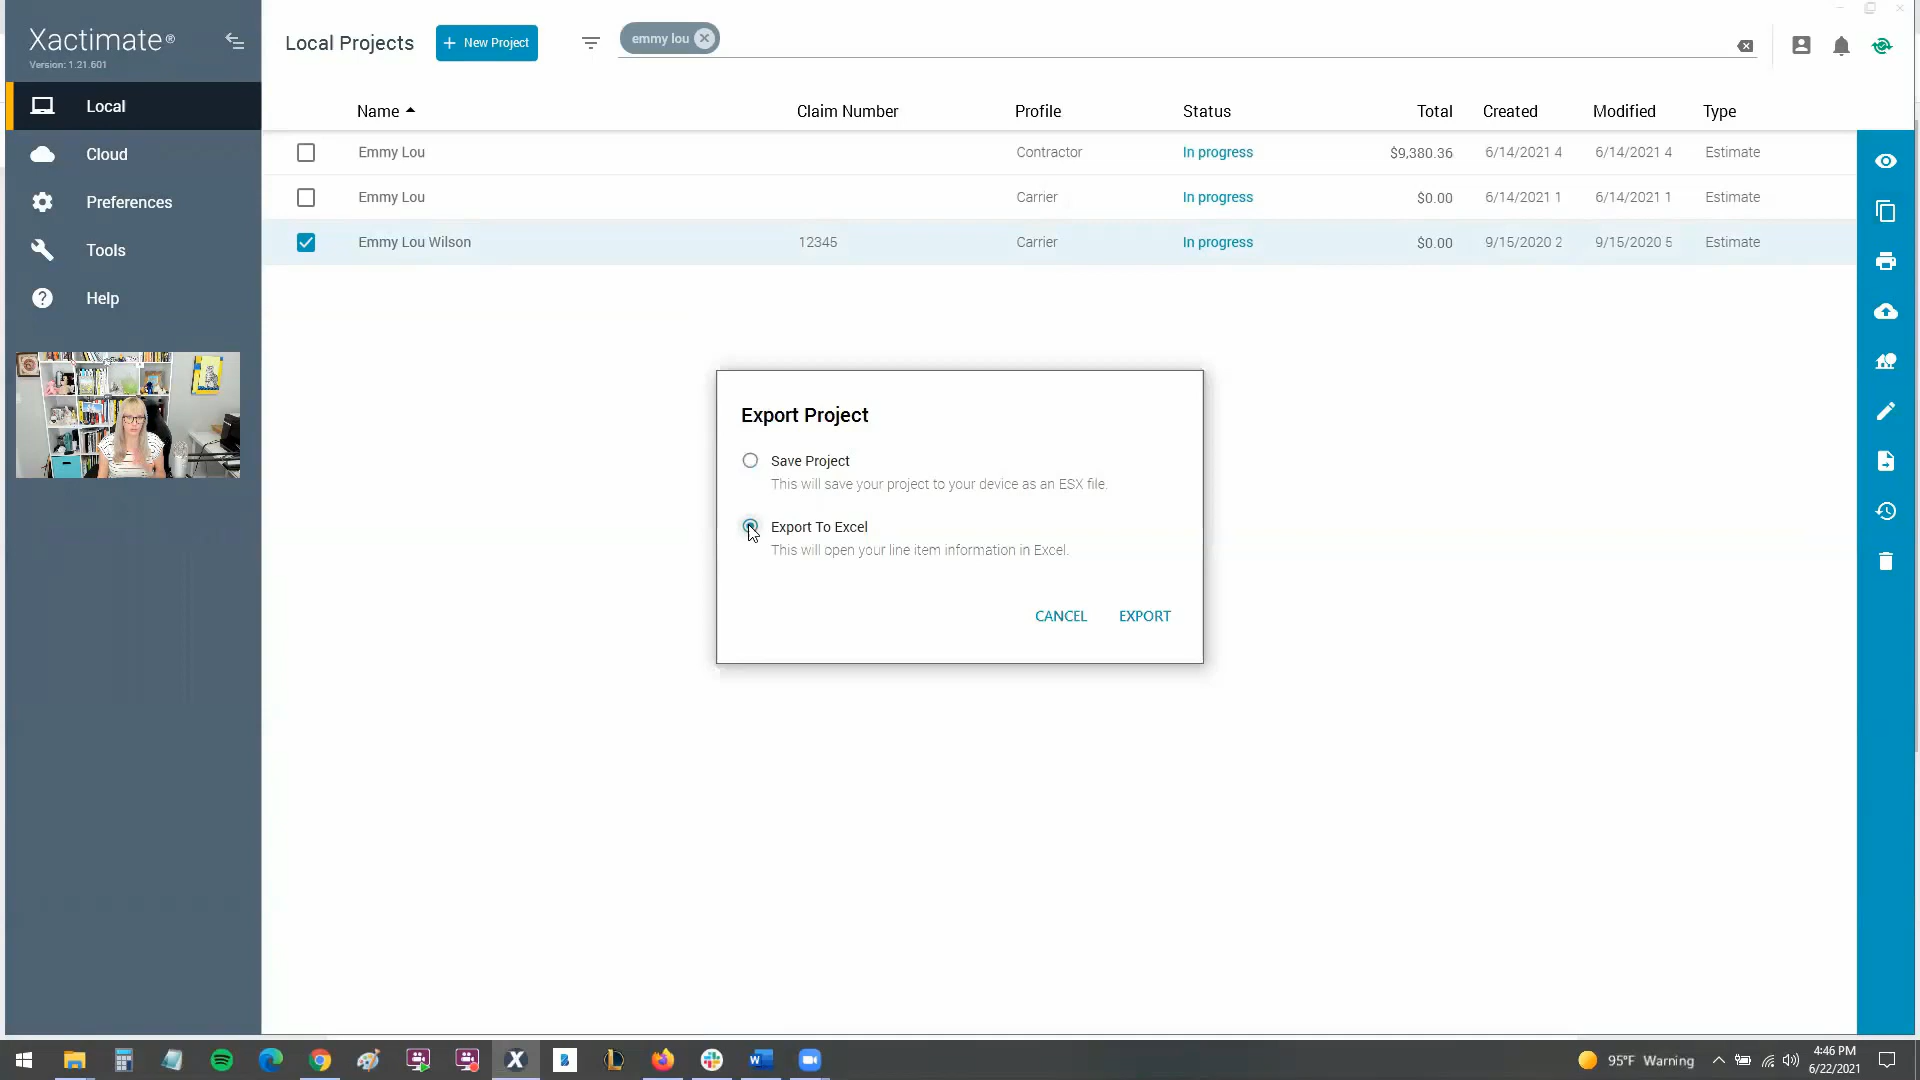 Xactimate®
Version: 1.21.601
Local
Cloud
Preferences
Tools
Help
Local Projects
+ New Project
emmy lou
Name Claim Number Profile Status Total Created Modified Type
Emmy Lou Contractor In progress $9,380.36 6/14/2021 4 6/14/2021 4 Estimate
Emmy Lou Carrier In progress $0.00 6/14/2021 1 6/14/2021 1 Estimate
Emmy Lou Wilson 12345 Carrier In progress $0.00 9/15/2020 2 9/15/2020 5 Estimate
Export Project
Save Project
This will save your project to your device as an ESX file.
Export To Excel
This will open your line item information in Excel.
CANCEL EXPORT
95°F Warning
4:46 PM
6/22/2021